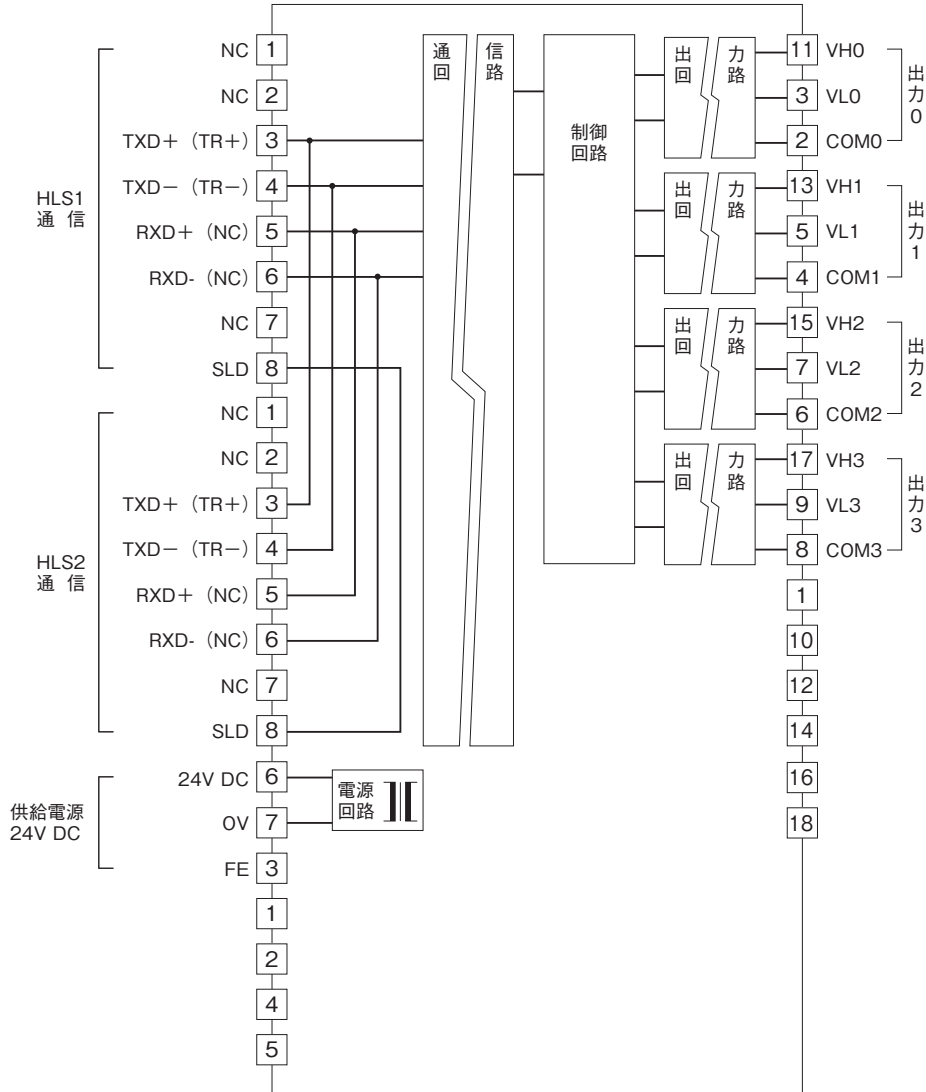 HLS1
通 信
NC 1
NC 2
TXD+(TR+) 3
TXD-(TR-) 4
RXD+(NC) 5
RXD-(NC) 6
NC 7
SLD 8
HLS2
通 信
NC 1
NC 2
TXD+(TR+) 3
TXD-(TR-) 4
RXD+(NC) 5
RXD-(NC) 6
NC 7
SLD 8
供給電源
24V DC
24V DC 6
0V 7
FE 3
1
2
4
5
通 信
回 路
電源
回路
制御
回路
出 力
回 路
11 VH0
3 VL0
2 COM0
出力0
出 力
回 路
13 VH1
5 VL1
4 COM1
出力1
出 力
回 路
15 VH2
7 VL2
6 COM2
出力2
出 力
回 路
17 VH3
9 VL3
8 COM3
出力3
1
10
12
14
16
18